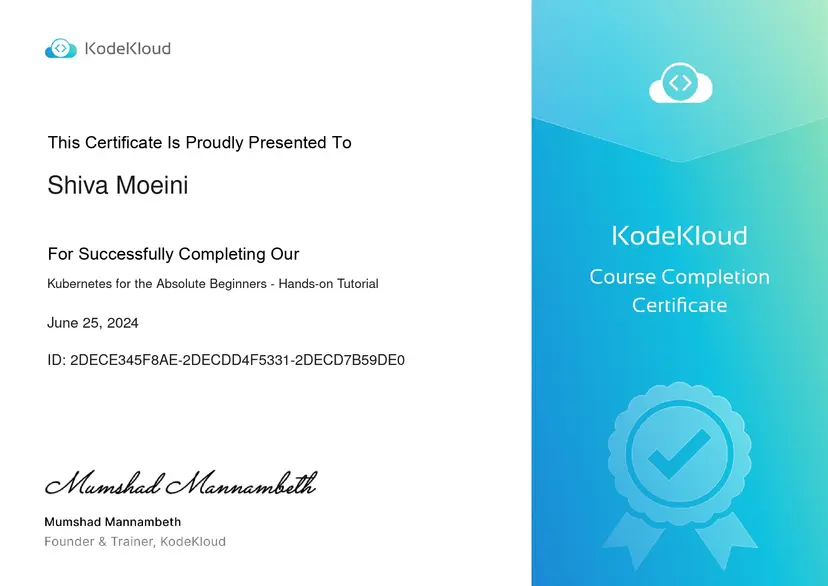 KodeKloud
This Certificate Is Proudly Presented To
Shiva Moeini
For Successfully Completing Our
Kubernetes for the Absolute Beginners - Hands-on Tutorial
June 25, 2024
ID: 2DECE345F8AE-2DECDD4F5331-2DECD7B59DE0
Mumshad Mannambeth
Mumshad Mannambeth
Founder & Trainer, KodeKloud
KodeKloud
Course Completion
Certificate